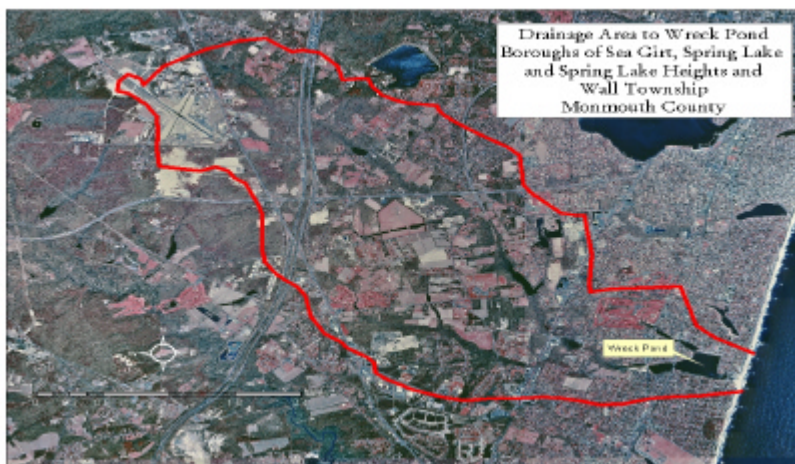 Drainage Area to Wreck Pond
Boroughs of Sea Girt, Spring Lake
and Spring Lake Heights and
Wall Township
Monmouth County
Wreck Pond